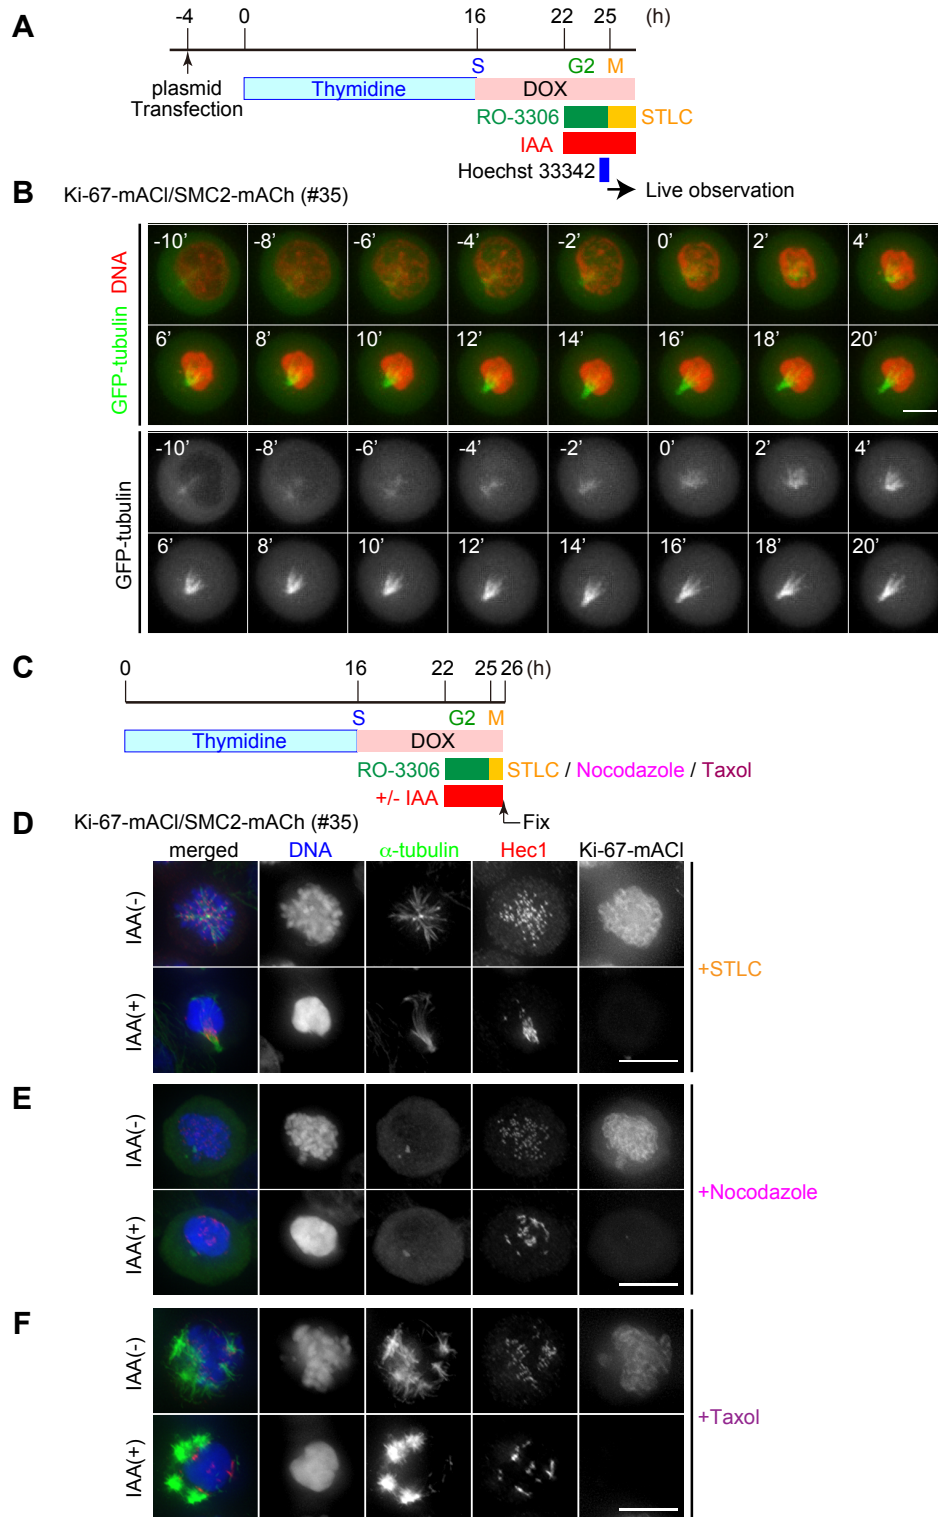 A
-4 0 16 22 25 (h)
plasmid
Transfection
S G2 M
Thymidine DOX
RO-3306 STLC
IAA
Hoechst 33342
Live observation
B Ki-67-mACl/SMC2-mACh (#35)
GFP-tubulin DNA
-10’ -8’ -6’ -4’ -2’ 0’ 2’ 4’
6’ 8’ 10’ 12’ 14’ 16’ 18’ 20’
GFP-tubulin
-10’ -8’ -6’ -4’ -2’ 0’ 2’ 4’
6’ 8’ 10’ 12’ 14’ 16’ 18’ 20’
C
0 16 22 25 26 (h)
S G2 M
Thymidine DOX
RO-3306 STLC / Nocodazole / Taxol
+/- IAA
Fix
D Ki-67-mACl/SMC2-mACh (#35)
merged DNA α-tubulin Hec1 Ki-67-mACl
IAA(-)
IAA(+)
+STLC
E
IAA(-)
IAA(+)
+Nocodazole
F
IAA(-)
IAA(+)
+Taxol